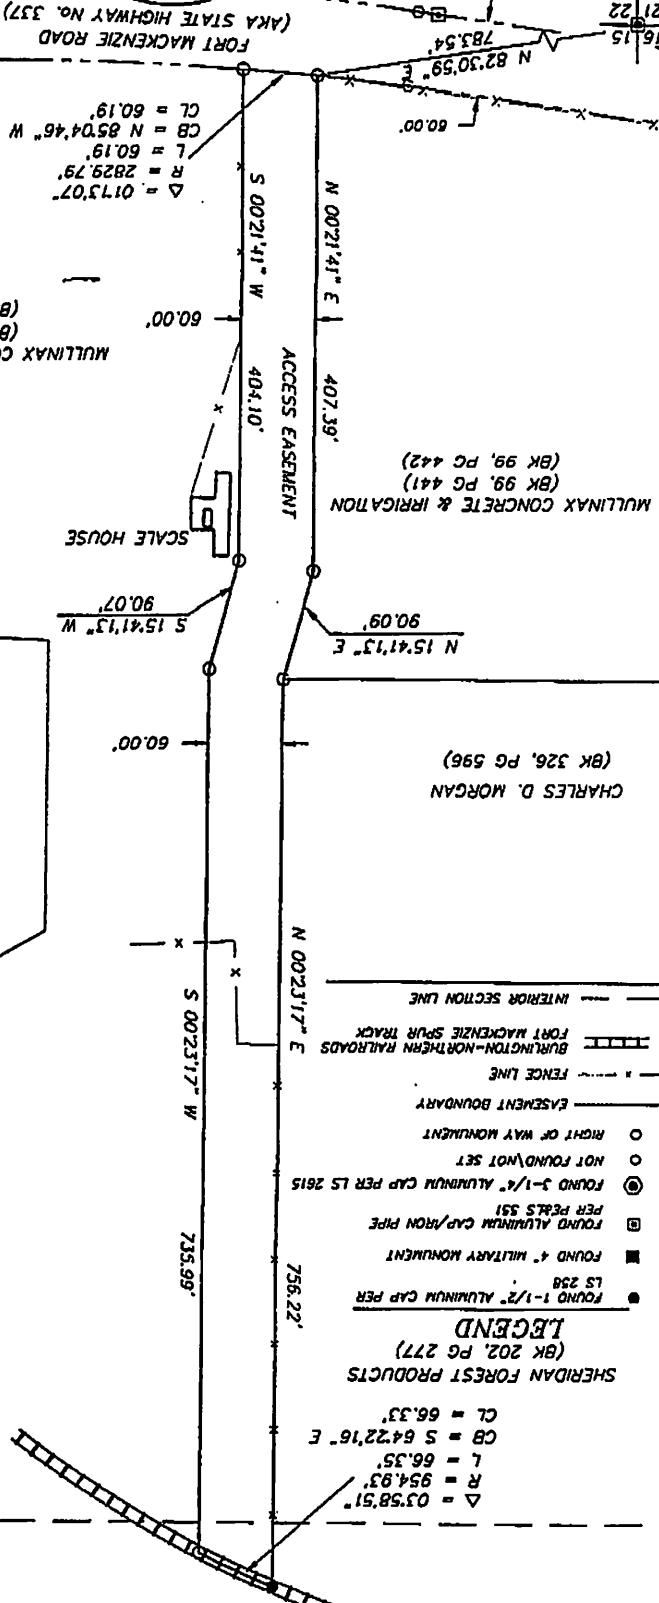 Δ = 03°58'51"
R = 954.93'
L = 66.35'
CB = S 64°22'16" E
CL = 66.33'
SHERIDAN FOREST PRODUCTS
(BK 202, PG 277)
LEGEND
FOUND 1-1/2" ALUMINUM CAP PER
LS 258
FOUND 4" MILITARY MONUMENT
FOUND ALUMINUM CAP/IRON PIPE
PER PE&LS 551
FOUND 3-1/4" ALUMINUM CAP PER LS 2615
NOT FOUND\NOT SET
RIGHT OF WAY MONUMENT
EASEMENT BOUNDARY
FENCE LINE
BURLINGTON-NORTHERN RAILROADS
FORT MACKENZIE SPUR TRACK
INTERIOR SECTION LINE
756.22'
735.99'
N 00°23'17" E
S 00°23'17" W
CHARLES D. MORGAN
(BK 326, PG 596)
60.00'
N 15°41'13" E
90.09'
S 15°41'13" W
90.07'
SCALE HOUSE
MULLINAX CONCRETE & IRRIGATION
(BK 99, PG 441)
(BK 99, PG 442)
ACCESS EASEMENT
407.39'
404.10'
MULLINAX C
(B
(B
60.00'
N 00°21'41" E
S 00°21'41" W
Δ = 01°13'07"
R = 2829.79'
L = 60.19'
CB = N 85°04'46" W
CL = 60.19'
60.00'
N 82°30'59" E
783.54'
FORT MACKENZIE ROAD
(AKA STATE HIGHWAY No. 337)
16 15
21 22